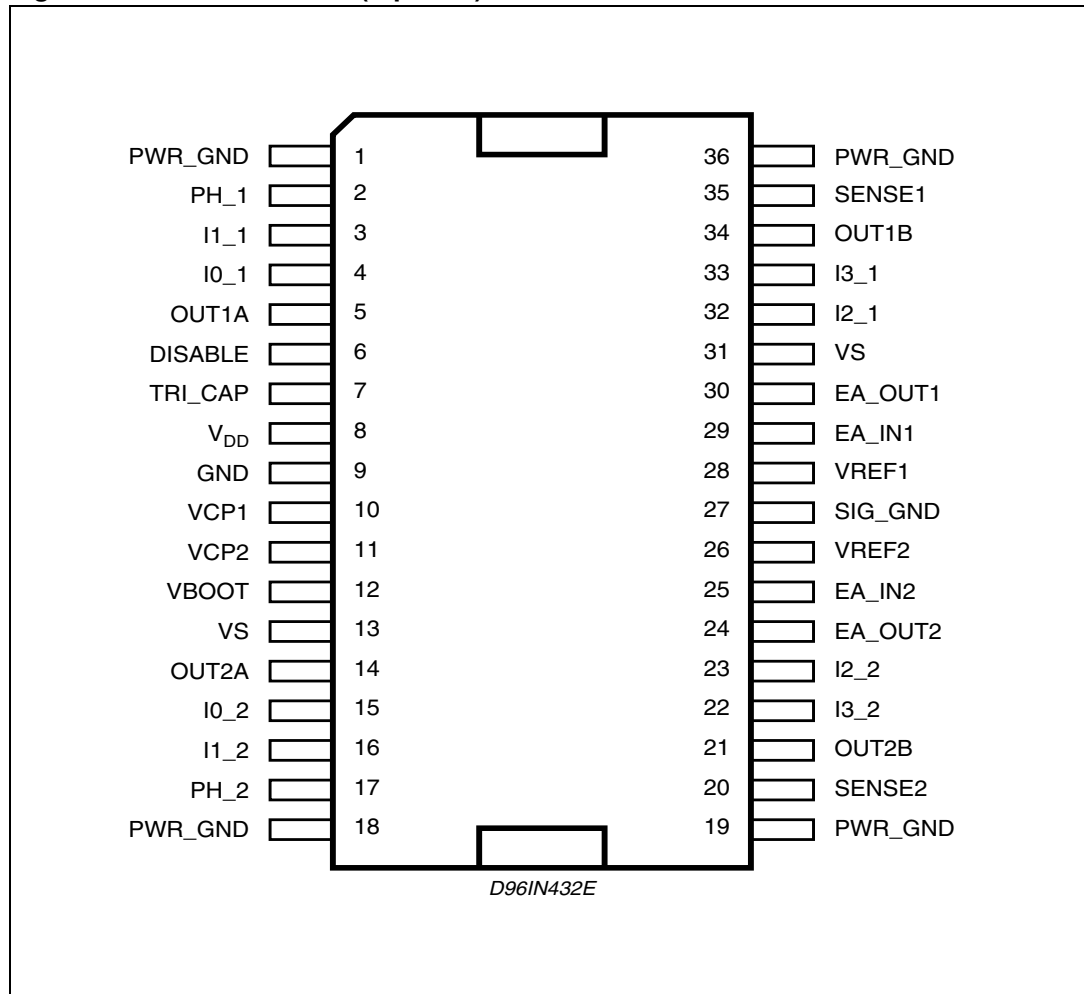 PWR_GND 1 36 PWR_GND
PH_1 2 35 SENSE1
I1_1 3 34 OUT1B
I0_1 4 33 I3_1
OUT1A 5 32 I2_1
DISABLE 6 31 VS
TRI_CAP 7 30 EA_OUT1
VDD 8 29 EA_IN1
GND 9 28 VREF1
VCP1 10 27 SIG_GND
VCP2 11 26 VREF2
VBOOT 12 25 EA_IN2
VS 13 24 EA_OUT2
OUT2A 14 23 I2_2
I0_2 15 22 I3_2
I1_2 16 21 OUT2B
PH_2 17 20 SENSE2
PWR_GND 18 19 PWR_GND
D96IN432E